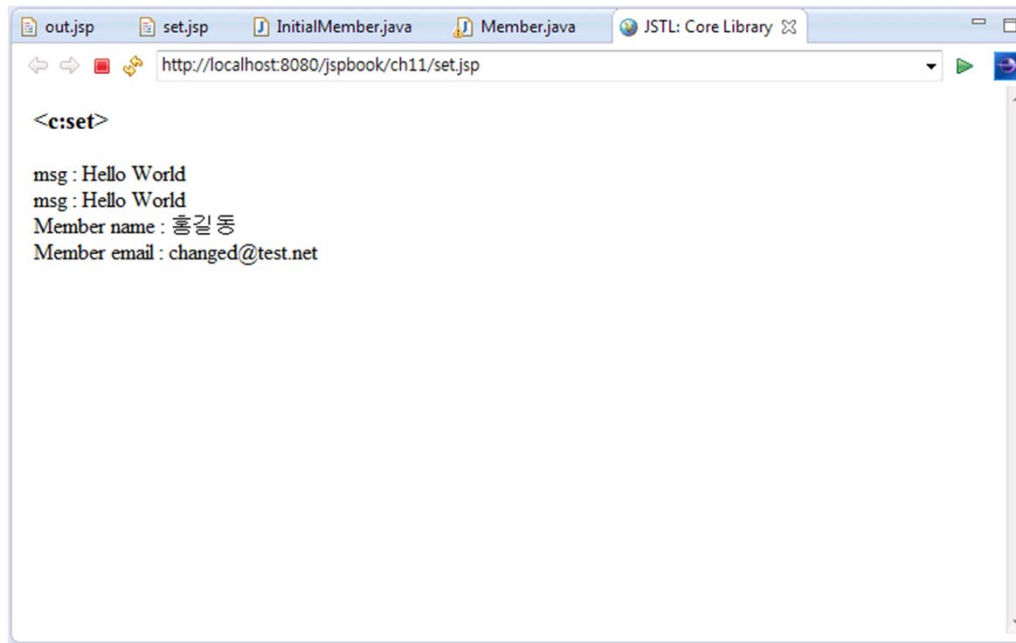 out.jsp set.jsp InitialMember.java Member.java JSTL: Core Library
http://localhost:8080/jspbook/ch11/set.jsp
<c:set>
msg : Hello World
msg : Hello World
Member name : 홍길동
Member email : changed@test.net